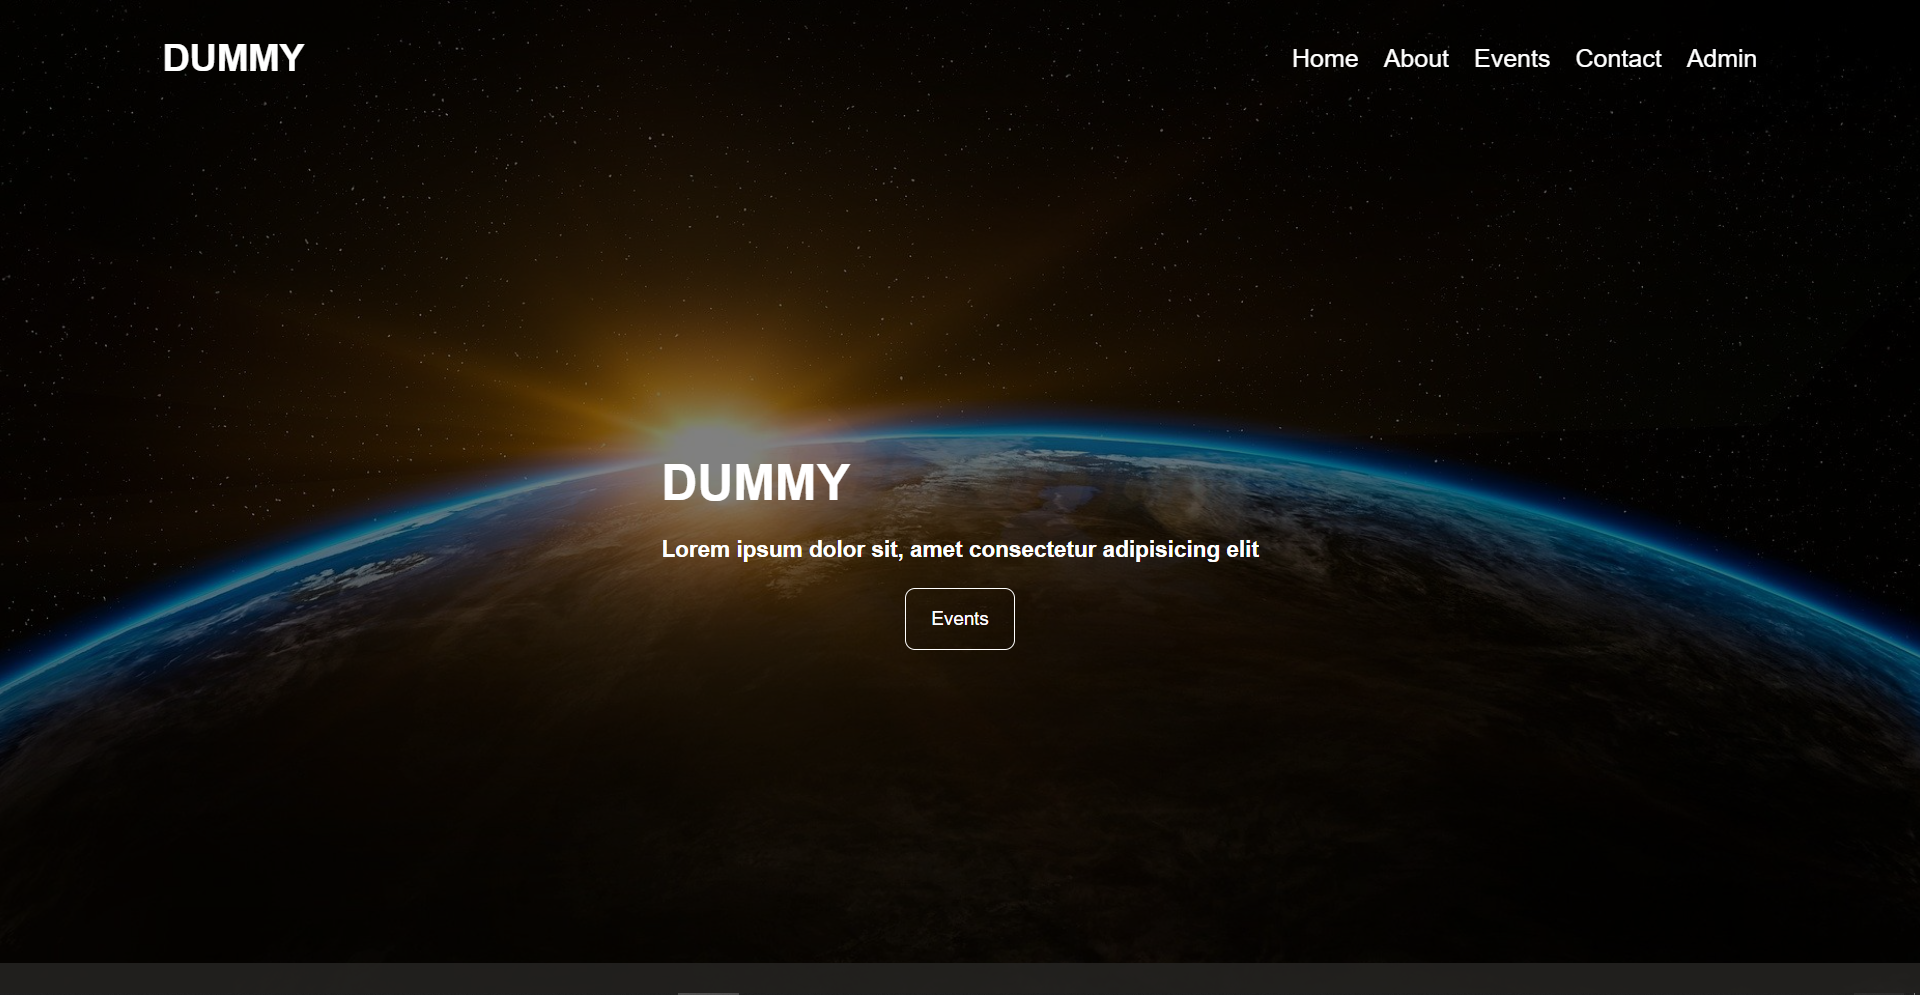 DUMMY
Home About Events Contact Admin
DUMMY
Lorem ipsum dolor sit, amet consectetur adipisicing elit
Events